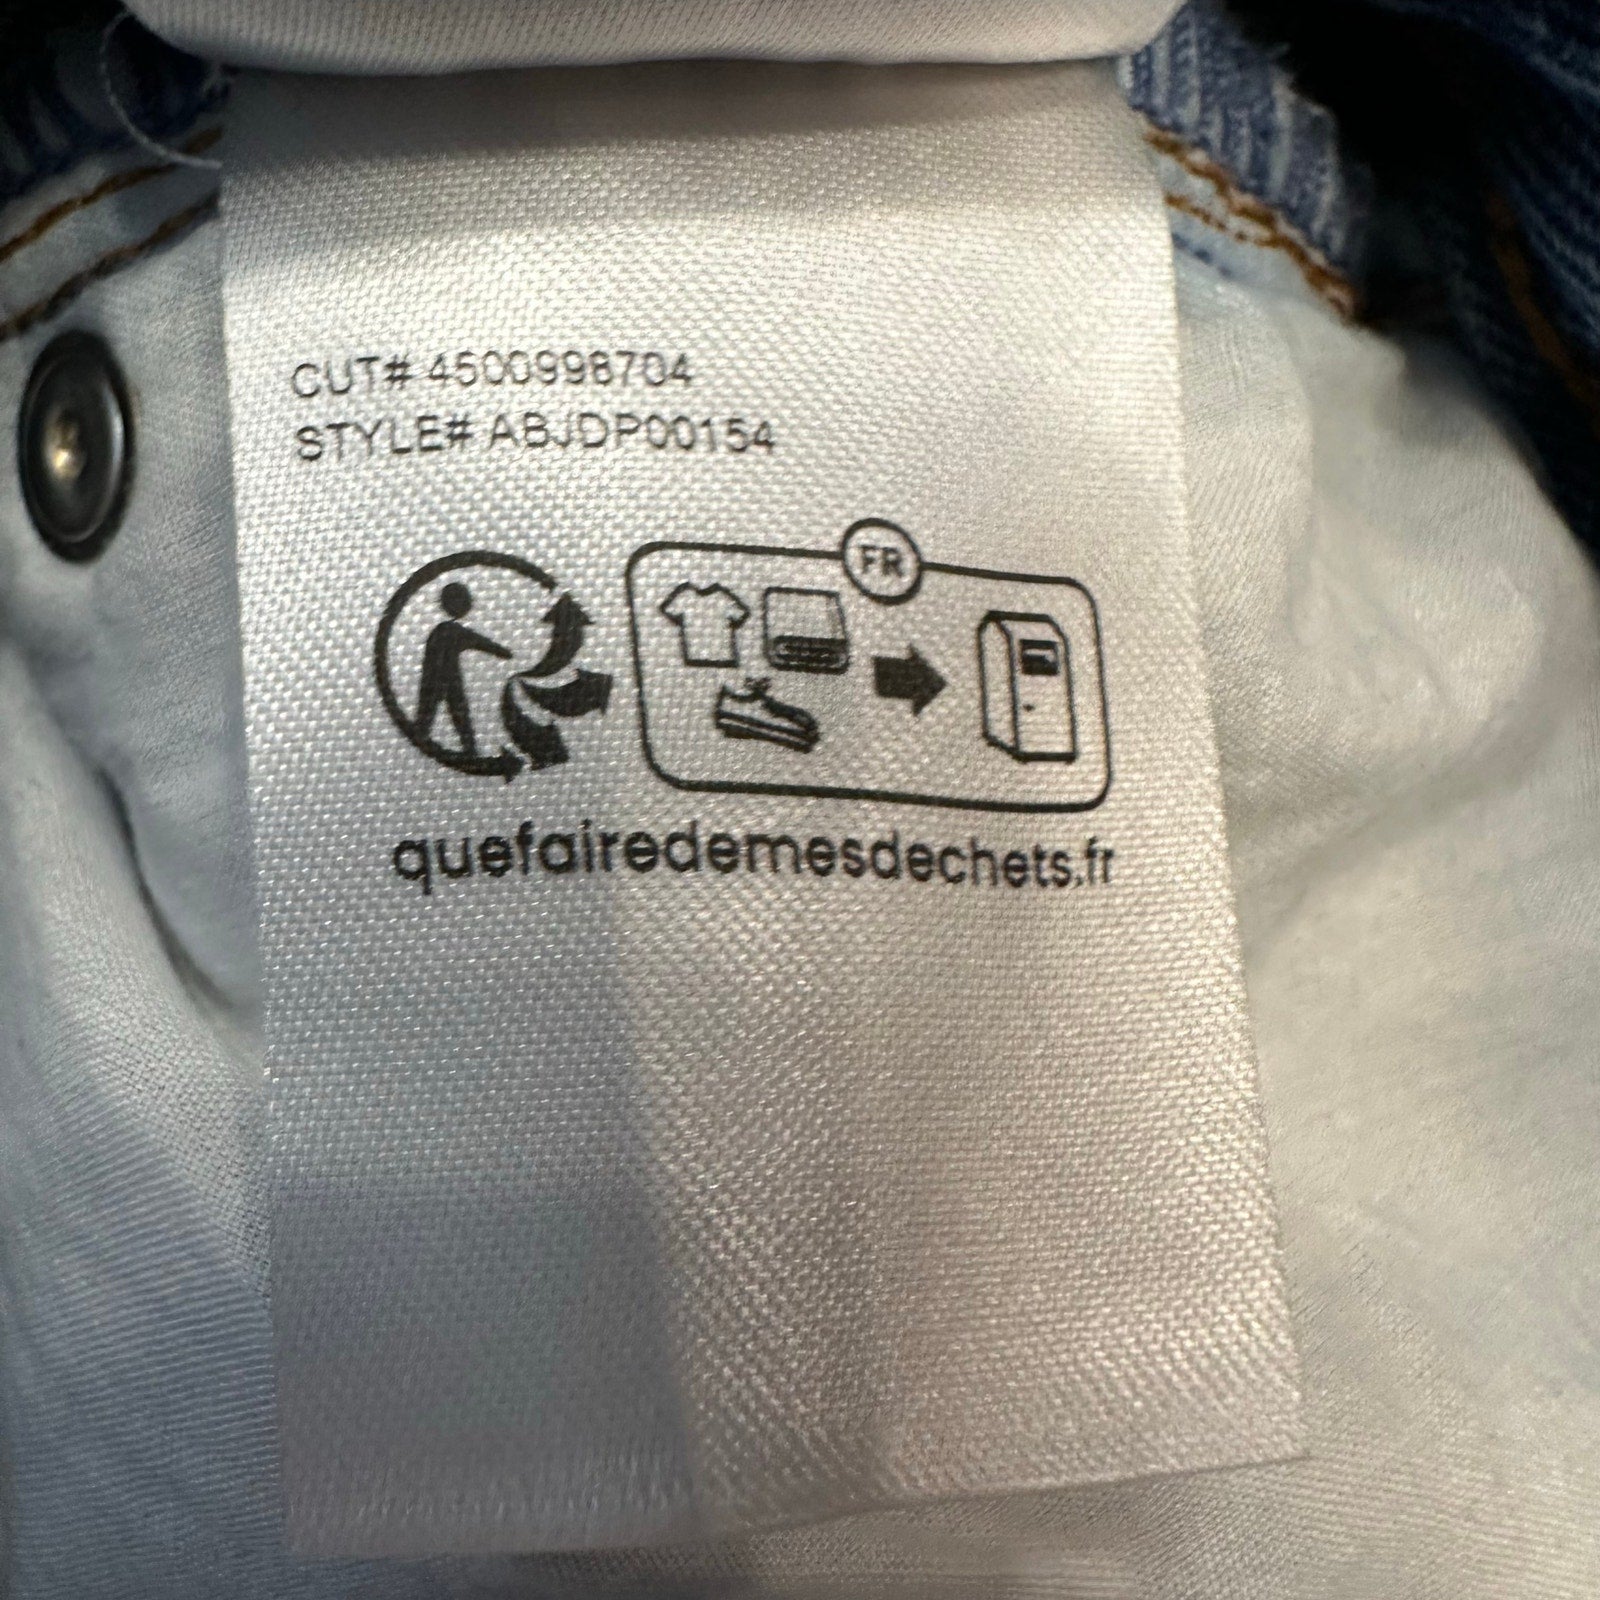 CUT# 4500998704
STYLE# ABJDP00154
FR
quefairedemesdechets.fr